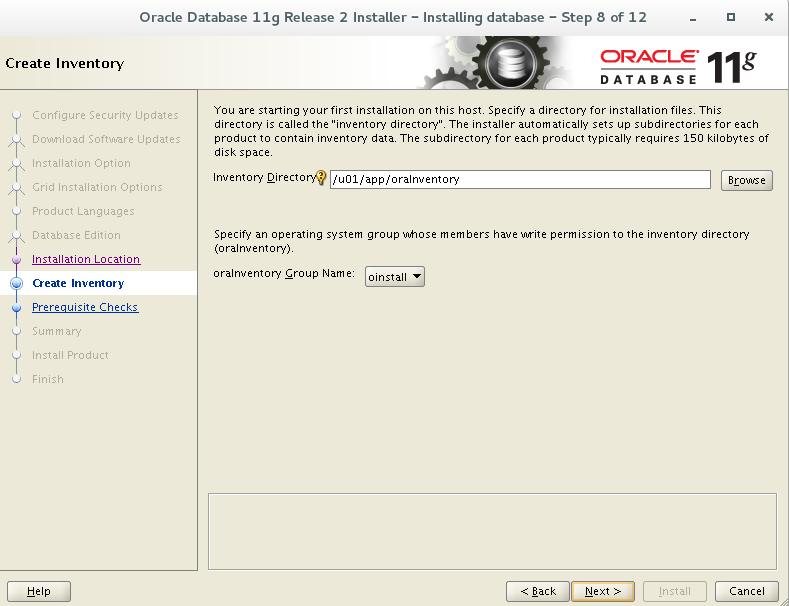 Oracle Database 11g Release 2 Installer - Installing database - Step 8 of 12
Create Inventory
ORACLE
DATABASE
11g
Configure Security Updates
Download Software Updates
Installation Option
Grid Installation Options
Product Languages
Database Edition
Installation Location
Create Inventory
Prerequisite Checks
Summary
Install Product
Finish
You are starting your first installation on this host. Specify a directory for installation files. This
directory is called the "inventory directory". The installer automatically sets up subdirectories for each
product to contain inventory data. The subdirectory for each product typically requires 150 kilobytes of
disk space.
Inventory Directory /u01/app/oraInventory Browse
Specify an operating system group whose members have write permission to the inventory directory
(oraInventory).
oraInventory Group Name: oinstall
Help < Back Next > Install Cancel